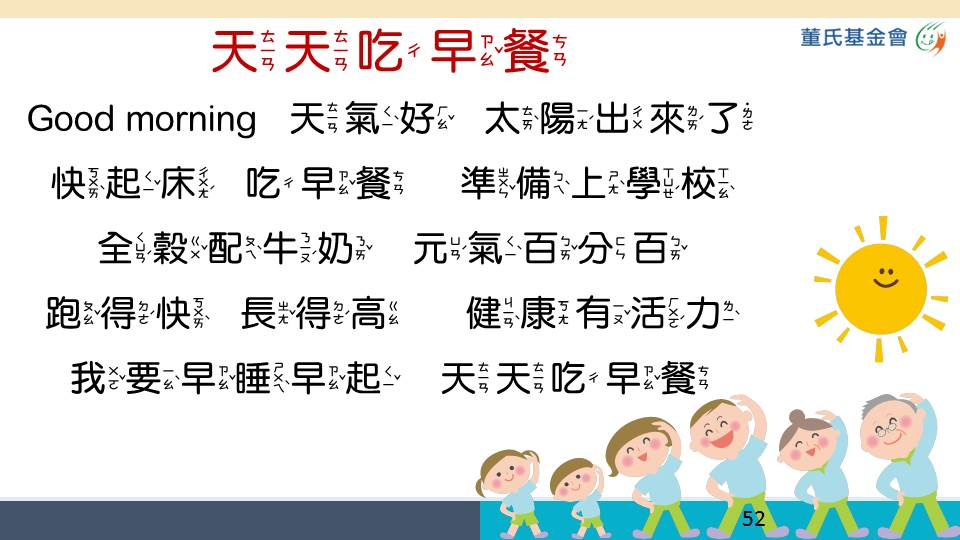 董氏基金會
天天吃早餐
Good morning 天氣好 太陽出來了
快起床 吃早餐 準備上學校
全穀配牛奶 元氣百分百
跑得快 長得高 健康有活力
我要早睡早起 天天吃早餐
52